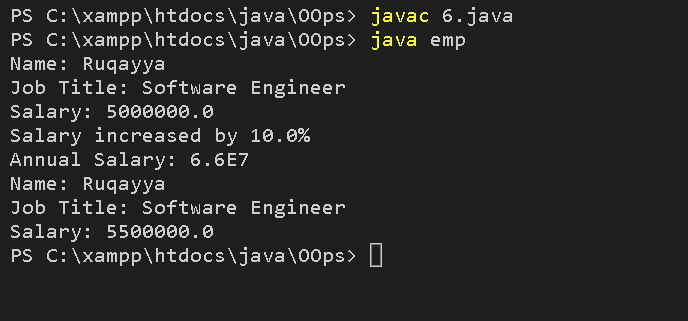 PS C:\xampp\htdocs\java\OOps> javac 6.java
PS C:\xampp\htdocs\java\OOps> java emp
Name: Ruqayya
Job Title: Software Engineer
Salary: 5000000.0
Salary increased by 10.0%
Annual Salary: 6.6E7
Name: Ruqayya
Job Title: Software Engineer
Salary: 5500000.0
PS C:\xampp\htdocs\java\OOps>